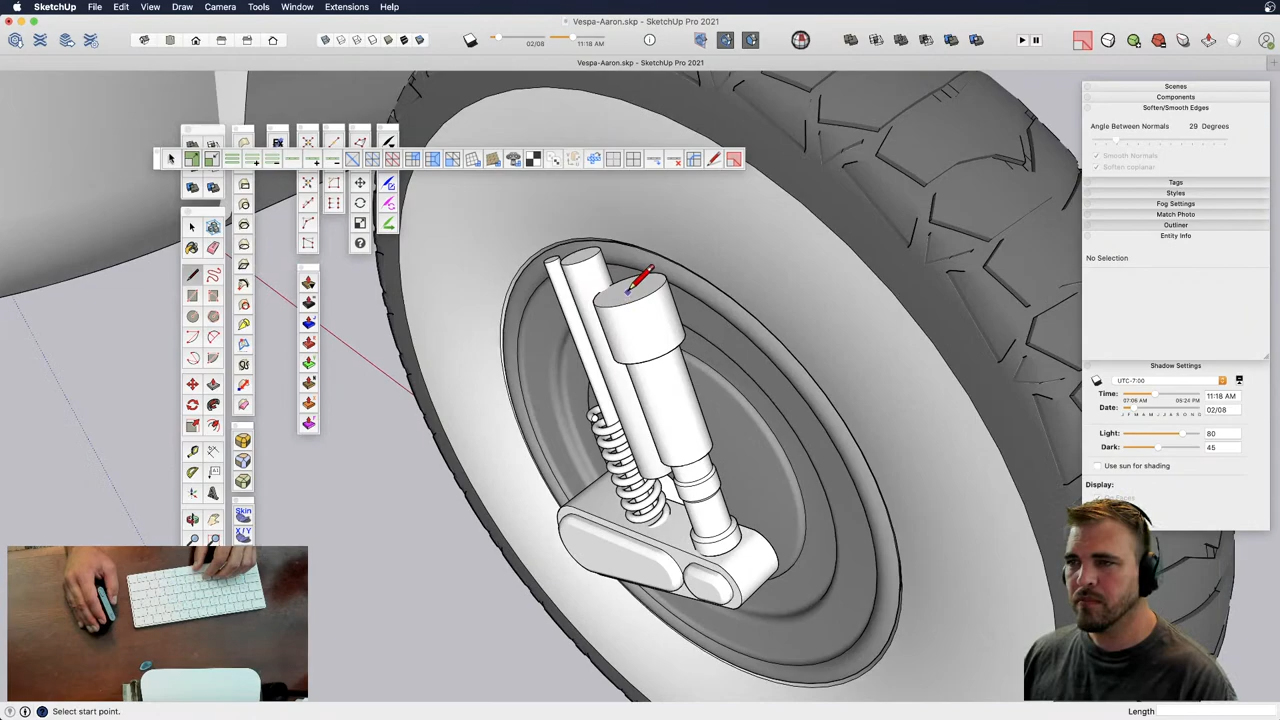 SketchUp File Edit View Draw Camera Tools Window Extensions Help
Vespa-Aaron.skp - SketchUp Pro 2021
02/08 11:18 AM
Vespa-Aaron.skp - SketchUp Pro 2021
Scenes
Components
Soften/Smooth Edges
Angle Between Normals 29 Degrees
Smooth Normals
Soften coplanar
Tags
Styles
Fog Settings
Match Photo
Outliner
Entity Info
No Selection
Shadow Settings
UTC-7:00
Time: 11:18 AM
07:06 AM 05:24 PM
Date: 02/08
J F M A M J J A S O N D
Light: 80
Dark: 45
Use sun for shading
Display:
On Faces
Skin
X / Y
Select start point.
Length